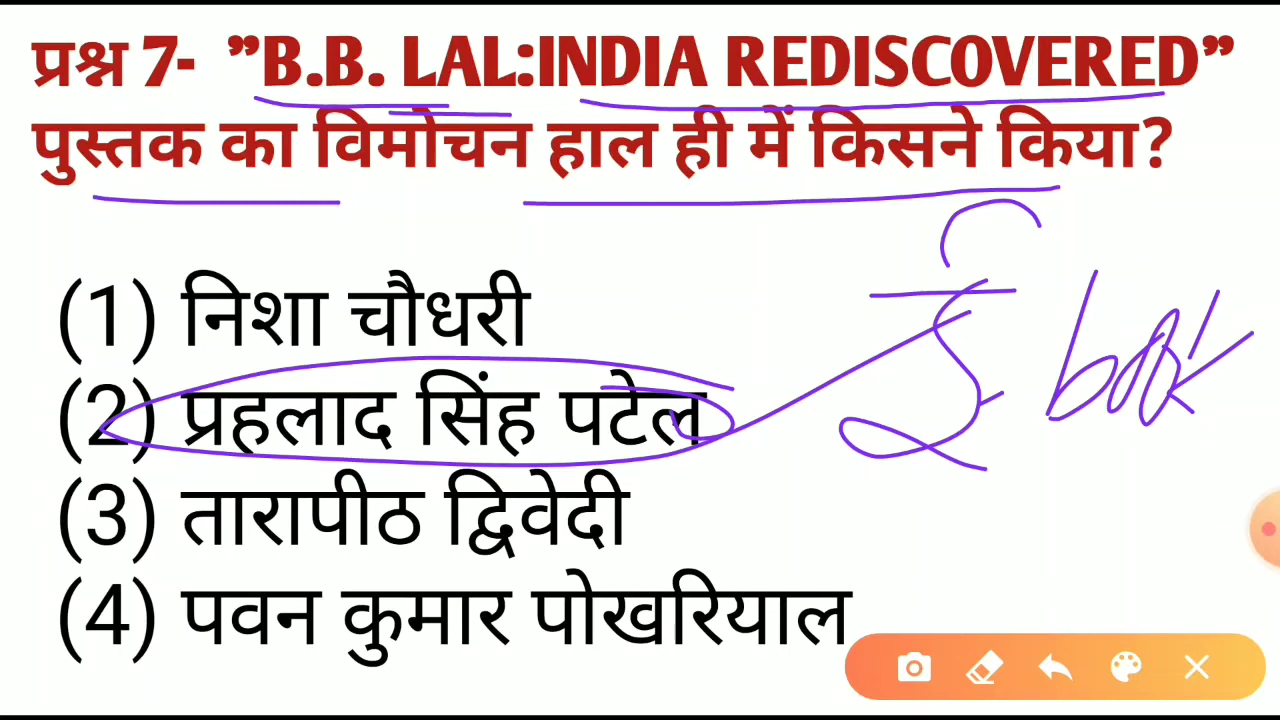 प्रश्न 7- ”B.B. LAL:INDIA REDISCOVERED”
पुस्तक का विमोचन हाल ही में किसने किया?
(1) निशा चौधरी
(2) प्रहलाद सिंह पटेल
(3) तारापीठ द्विवेदी
(4) पवन कुमार पोखरियाल